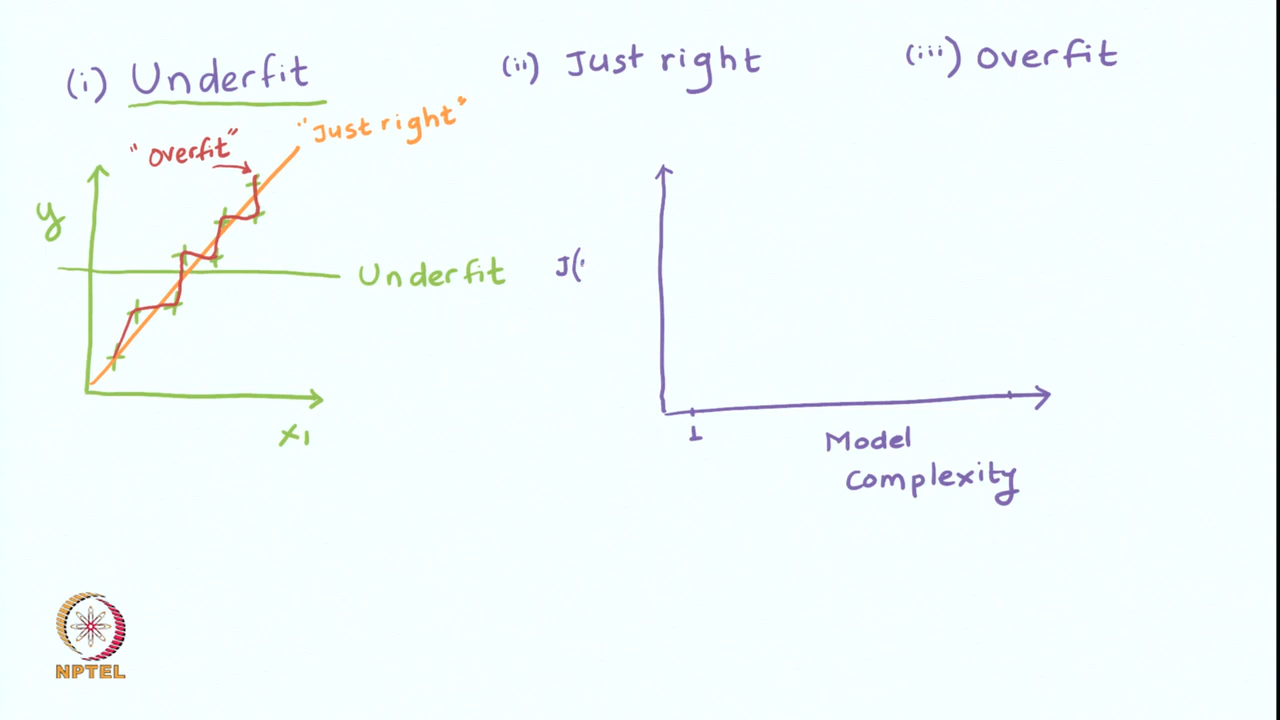 (i) Underfit
(ii) Just right
(iii) Overfit
"Just right"
"Overfit"
y
Underfit
J(
x1
1
Model
Complexity
NPTEL